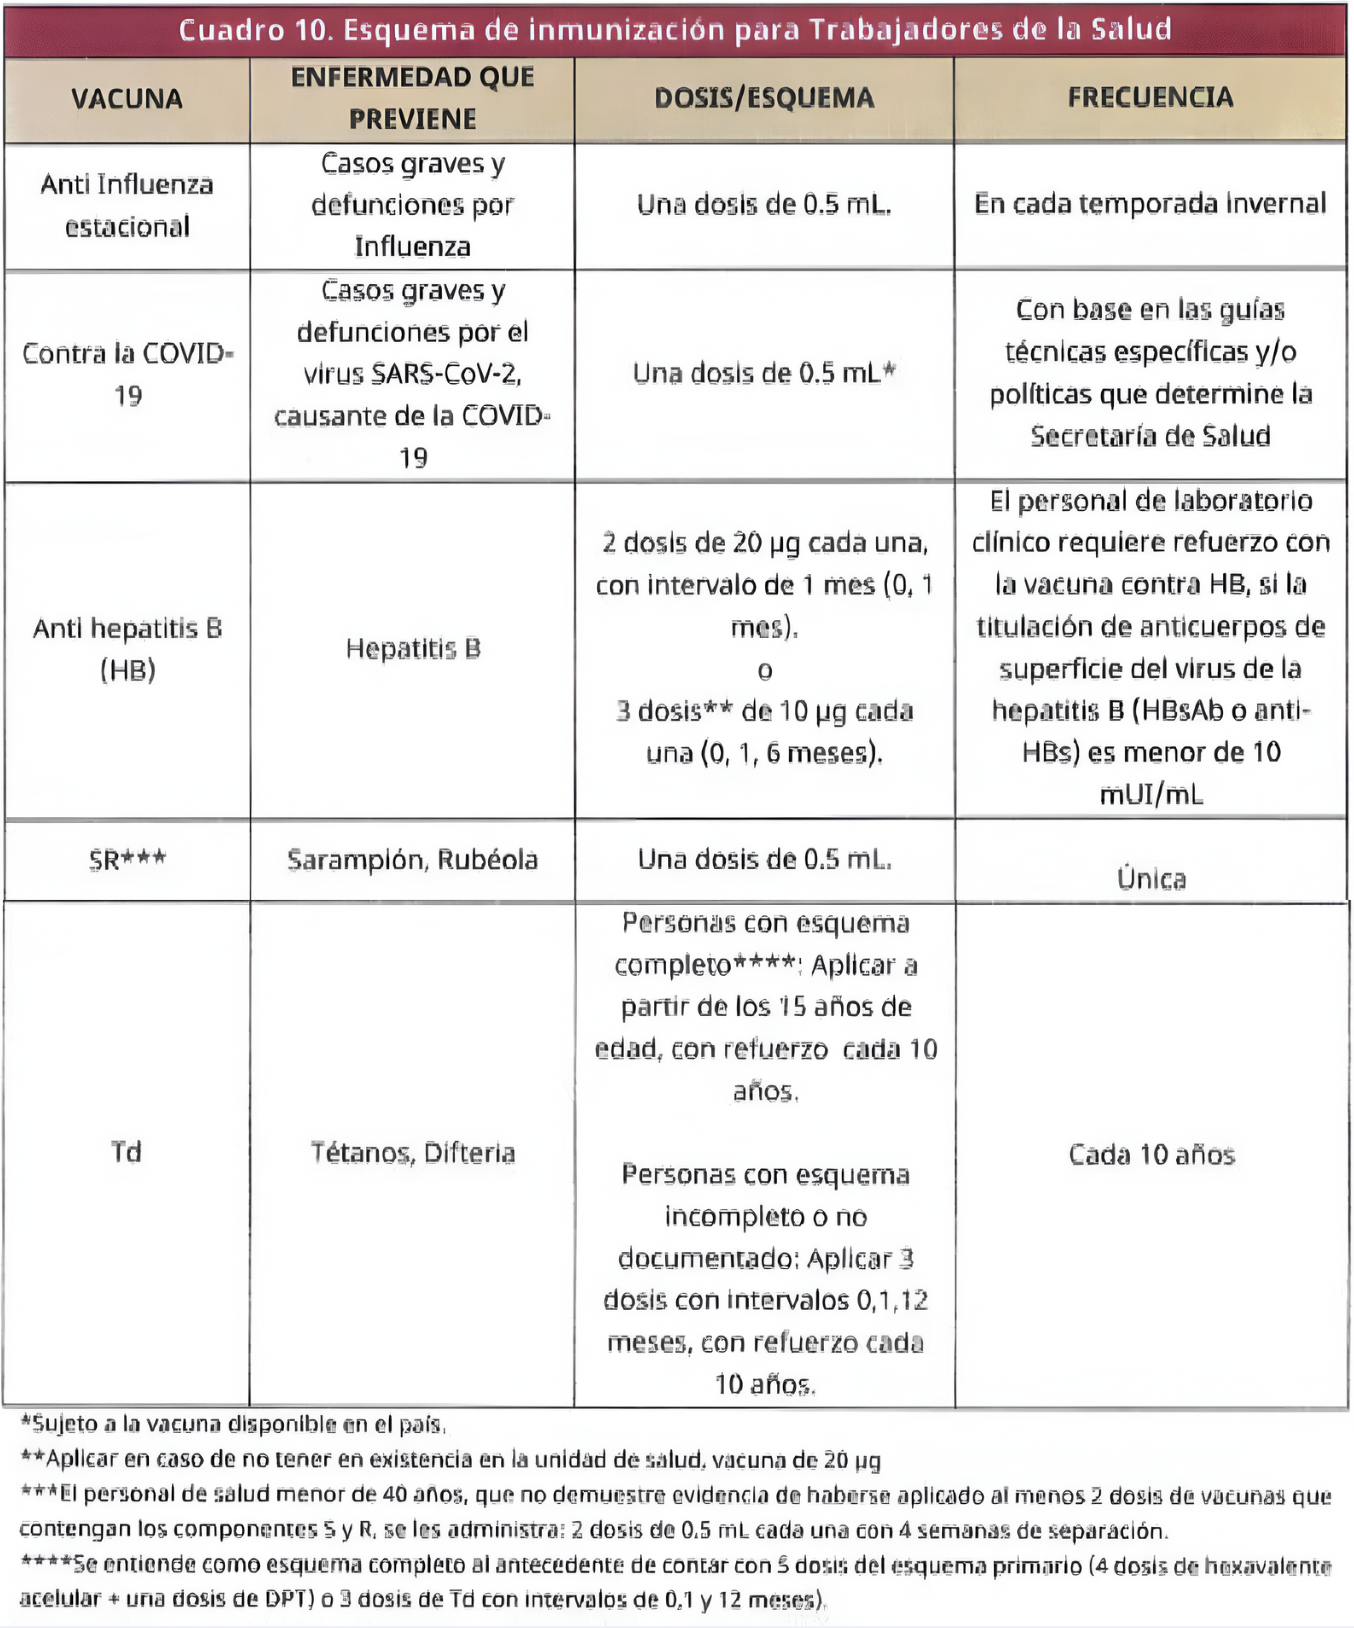 Cuadro 10. Esquema de inmunización para Trabajadores de la Salud
VACUNA
ENFERMEDAD QUE
PREVIENE
DOSIS/ESQUEMA
FRECUENCIA
Anti Influenza
estacional
Casos graves y
defunciones por
Influenza
Una dosis de 0.5 mL.
En cada temporada invernal
Contra la COVID-
19
Casos graves y
defunciones por el
virus SARS-CoV-2,
causante de la COVID-
19
Una dosis de 0.5 mL*
Con base en las guías
técnicas específicas y/o
políticas que determine la
Secretaría de Salud
Anti hepatitis B
(HB)
Hepatitis B
2 dosis de 20 µg cada una,
con intervalo de 1 mes (0, 1
mes).
o
3 dosis** de 10 µg cada
una (0, 1, 6 meses).
El personal de laboratorio
clínico requiere refuerzo con
la vacuna contra HB, si la
titulación de anticuerpos de
superficie del virus de la
hepatitis B (HBsAb o anti-
HBs) es menor de 10
mUI/mL
SR***
Sarampión, Rubéola
Una dosis de 0.5 mL.
Única
Td
Tétanos, Difteria
Personas con esquema
completo****: Aplicar a
partir de los 15 años de
edad, con refuerzo cada 10
años.
Personas con esquema
incompleto o no
documentado: Aplicar 3
dosis con intervalos 0,1,12
meses, con refuerzo cada
10 años.
Cada 10 años
*Sujeto a la vacuna disponible en el país.
**Aplicar en caso de no tener en existencia en la unidad de salud, vacuna de 20 µg
***El personal de salud menor de 40 años, que no demuestre evidencia de haberse aplicado al menos 2 dosis de vacunas que
contengan los componentes S y R, se les administra: 2 dosis de 0.5 mL cada una con 4 semanas de separación.
****Se entiende como esquema completo al antecedente de contar con 5 dosis del esquema primario (4 dosis de hexavalente
acelular + una dosis de DPT) o 3 dosis de Td con intervalos de 0,1 y 12 meses).